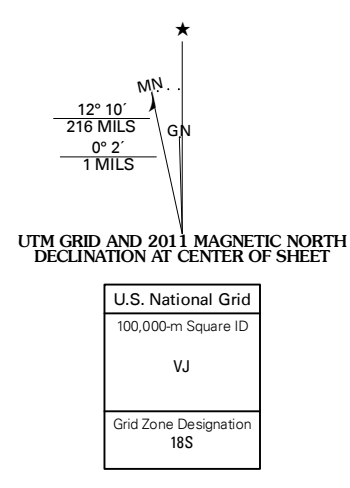 ★
MN
12° 10´
216 MILS
GN
0° 2´
1 MILS
UTM GRID AND 2011 MAGNETIC NORTH
DECLINATION AT CENTER OF SHEET
U.S. National Grid
100,000-m Square ID
VJ
Grid Zone Designation
18S